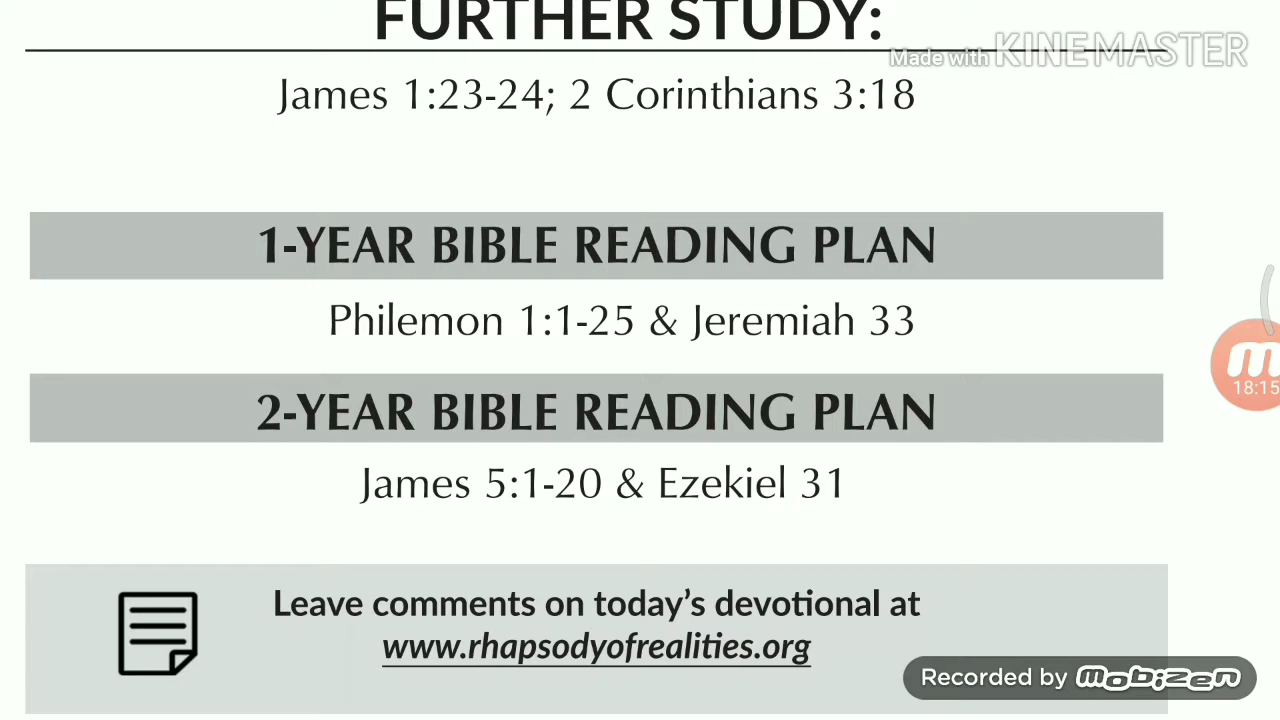 FURTHER STUDY:
Made with KINEMASTER
James 1:23-24; 2 Corinthians 3:18
1-YEAR BIBLE READING PLAN
Philemon 1:1-25 & Jeremiah 33
2-YEAR BIBLE READING PLAN
James 5:1-20 & Ezekiel 31
m
18:15
Leave comments on today’s devotional at
www.rhapsodyofrealities.org
Recorded by mobizen